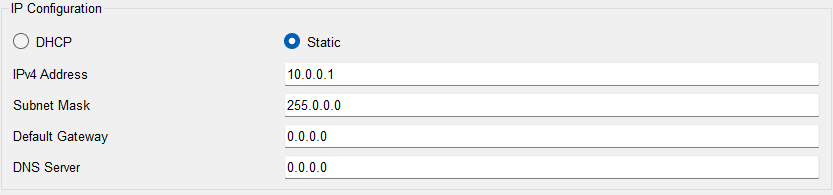 IP Configuration
DHCP Static
IPv4 Address 10.0.0.1
Subnet Mask 255.0.0.0
Default Gateway 0.0.0.0
DNS Server 0.0.0.0